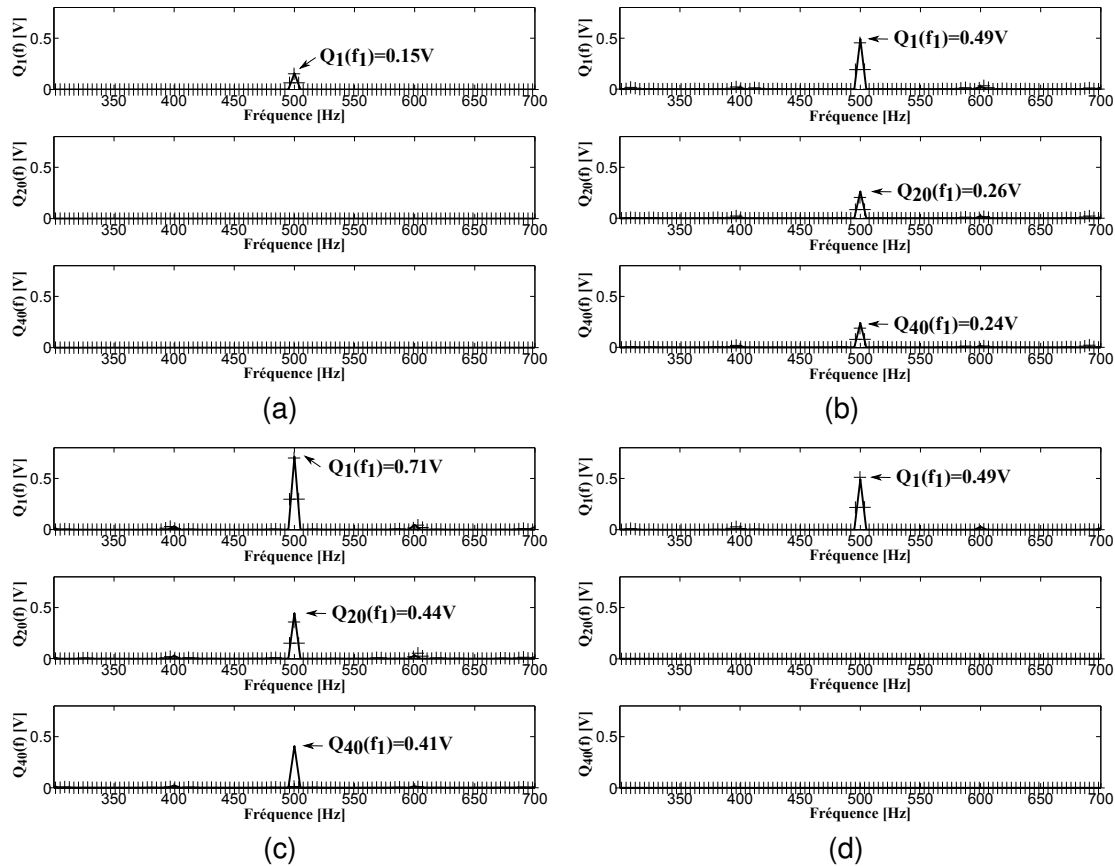 Q1(f) [V]
0.5
0
Q1(f1)=0.15V
350 400 450 500 550 600 650 700
Fréquence [Hz]
Q20(f) [V]
0.5
0
350 400 450 500 550 600 650 700
Fréquence [Hz]
Q40(f) [V]
0.5
0
350 400 450 500 550 600 650 700
Fréquence [Hz]
(a)
Q1(f) [V]
0.5
0
Q1(f1)=0.49V
350 400 450 500 550 600 650 700
Fréquence [Hz]
Q20(f) [V]
0.5
0
Q20(f1)=0.26V
350 400 450 500 550 600 650 700
Fréquence [Hz]
Q40(f) [V]
0.5
0
Q40(f1)=0.24V
350 400 450 500 550 600 650 700
Fréquence [Hz]
(b)
Q1(f) [V]
0.5
0
Q1(f1)=0.71V
350 400 450 500 550 600 650 700
Fréquence [Hz]
Q20(f) [V]
0.5
0
Q20(f1)=0.44V
350 400 450 500 550 600 650 700
Fréquence [Hz]
Q40(f) [V]
0.5
0
Q40(f1)=0.41V
350 400 450 500 550 600 650 700
Fréquence [Hz]
(c)
Q1(f) [V]
0.5
0
Q1(f1)=0.49V
350 400 450 500 550 600 650 700
Fréquence [Hz]
Q20(f) [V]
0.5
0
350 400 450 500 550 600 650 700
Fréquence [Hz]
Q40(f) [V]
0.5
0
350 400 450 500 550 600 650 700
Fréquence [Hz]
(d)